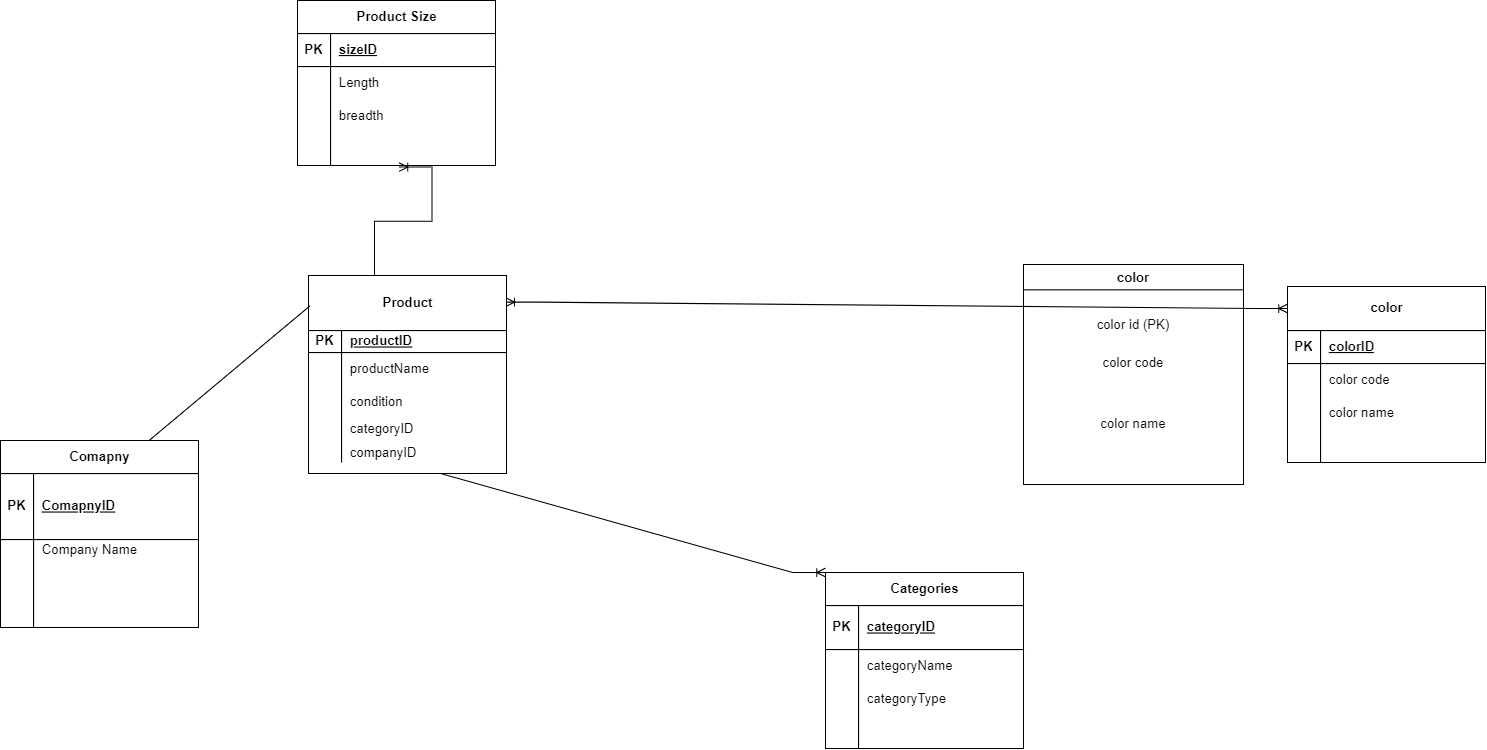 Product Size
PK sizeID
Length
breadth
Product
PK productID
productName
condition
categoryID
companyID
color
color id (PK)
color code
color name
color
PK colorID
color code
color name
Comapny
PK ComapnyID
Company Name
Categories
PK categoryID
categoryName
categoryType